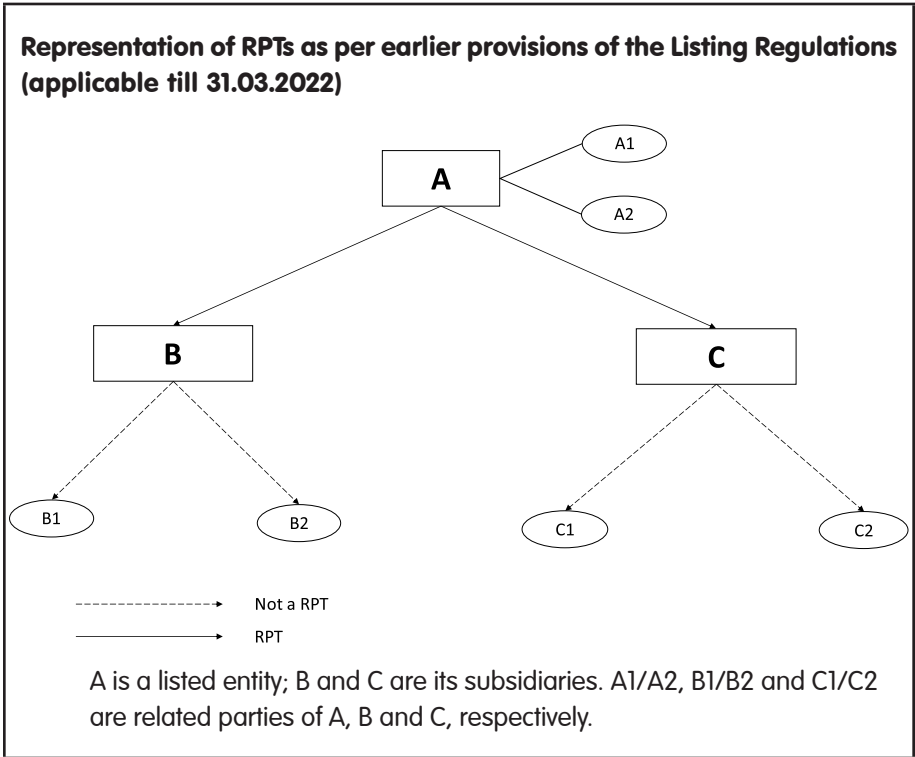 Representation of RPTs as per earlier provisions of the Listing Regulations
(applicable till 31.03.2022)
A1
A
A2
B
C
B1
B2
C1
C2
Not a RPT
RPT
A is a listed entity; B and C are its subsidiaries. A1/A2, B1/B2 and C1/C2
are related parties of A, B and C, respectively.